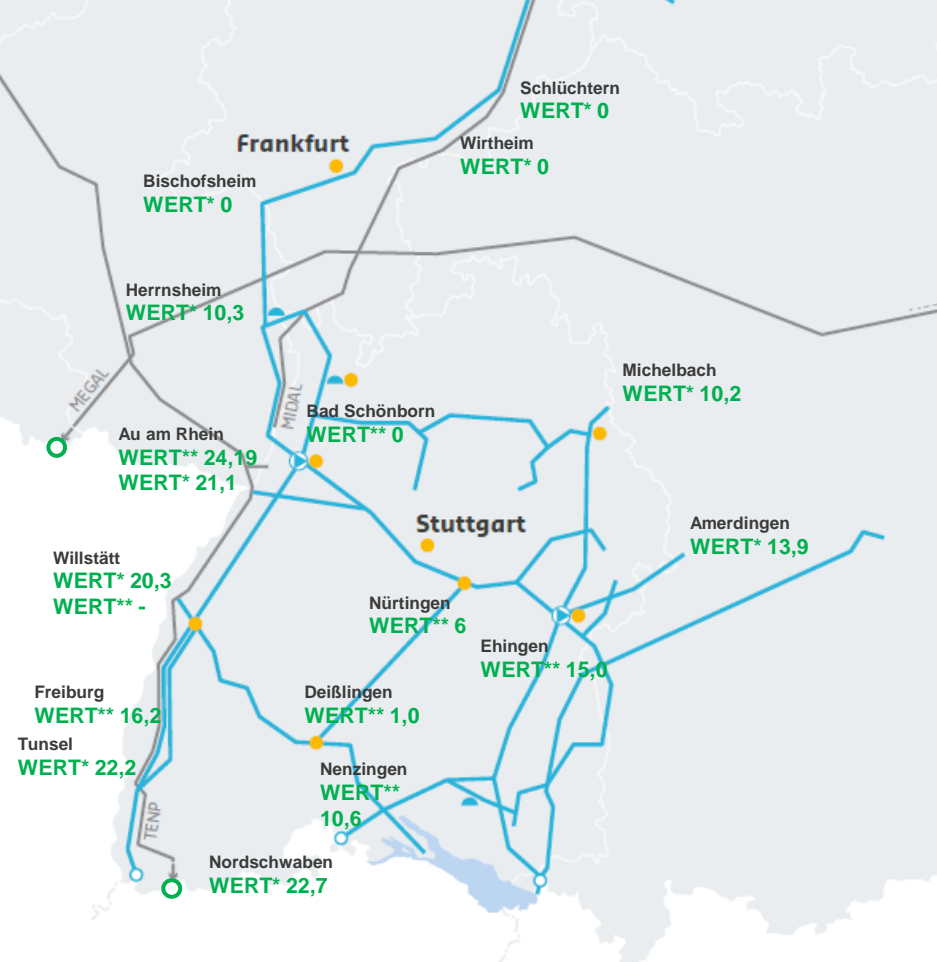 Schlüchtern
WERT* 0
Frankfurt
Wirtheim
WERT* 0
Bischofsheim
WERT* 0
Herrnsheim
WERT* 10,3
MEGAL
MIDAL
Michelbach
WERT* 10,2
Bad Schönborn
WERT** 0
Au am Rhein
WERT** 24,19
WERT* 21,1
Stuttgart
Amerdingen
WERT* 13,9
Willstätt
WERT* 20,3
WERT** -
Nürtingen
WERT** 6
Ehingen
WERT** 15,0
Freiburg
WERT** 16,2
Deißlingen
WERT** 1,0
Tunsel
WERT* 22,2
Nenzingen
WERT**
10,6
TENP
Nordschwaben
WERT* 22,7